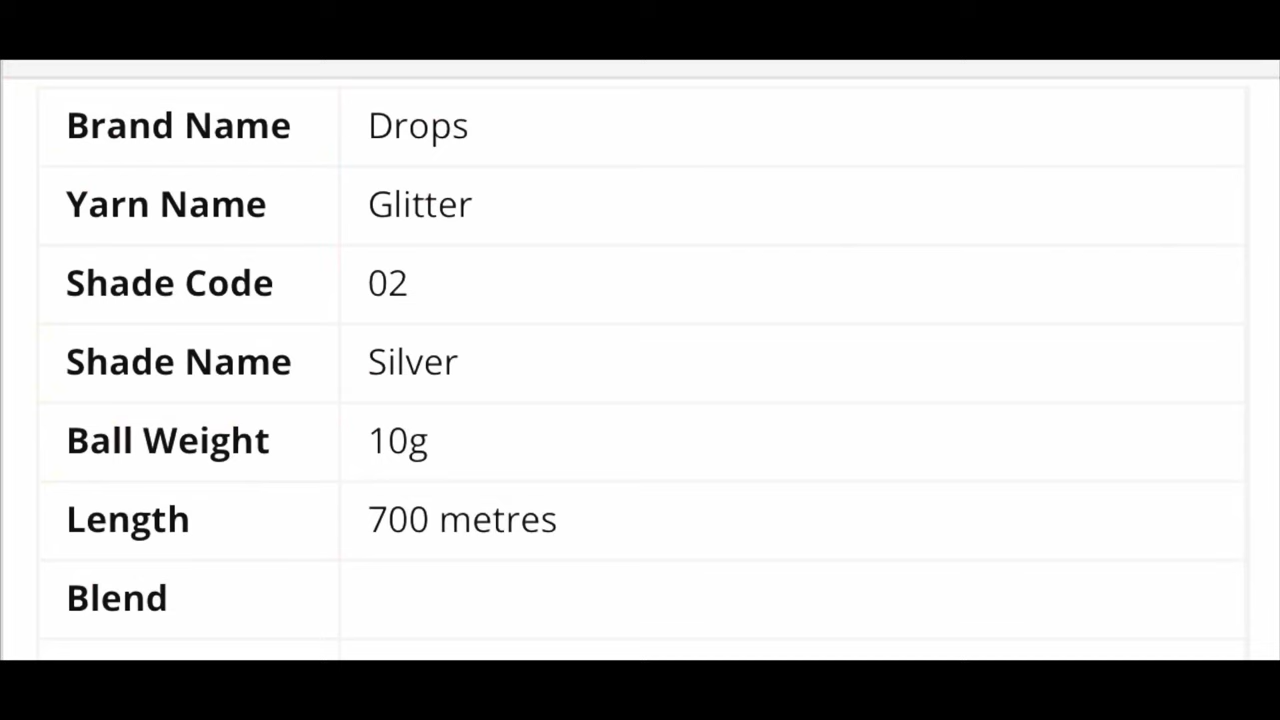 Brand Name Drops
Yarn Name Glitter
Shade Code 02
Shade Name Silver
Ball Weight 10g
Length 700 metres
Blend